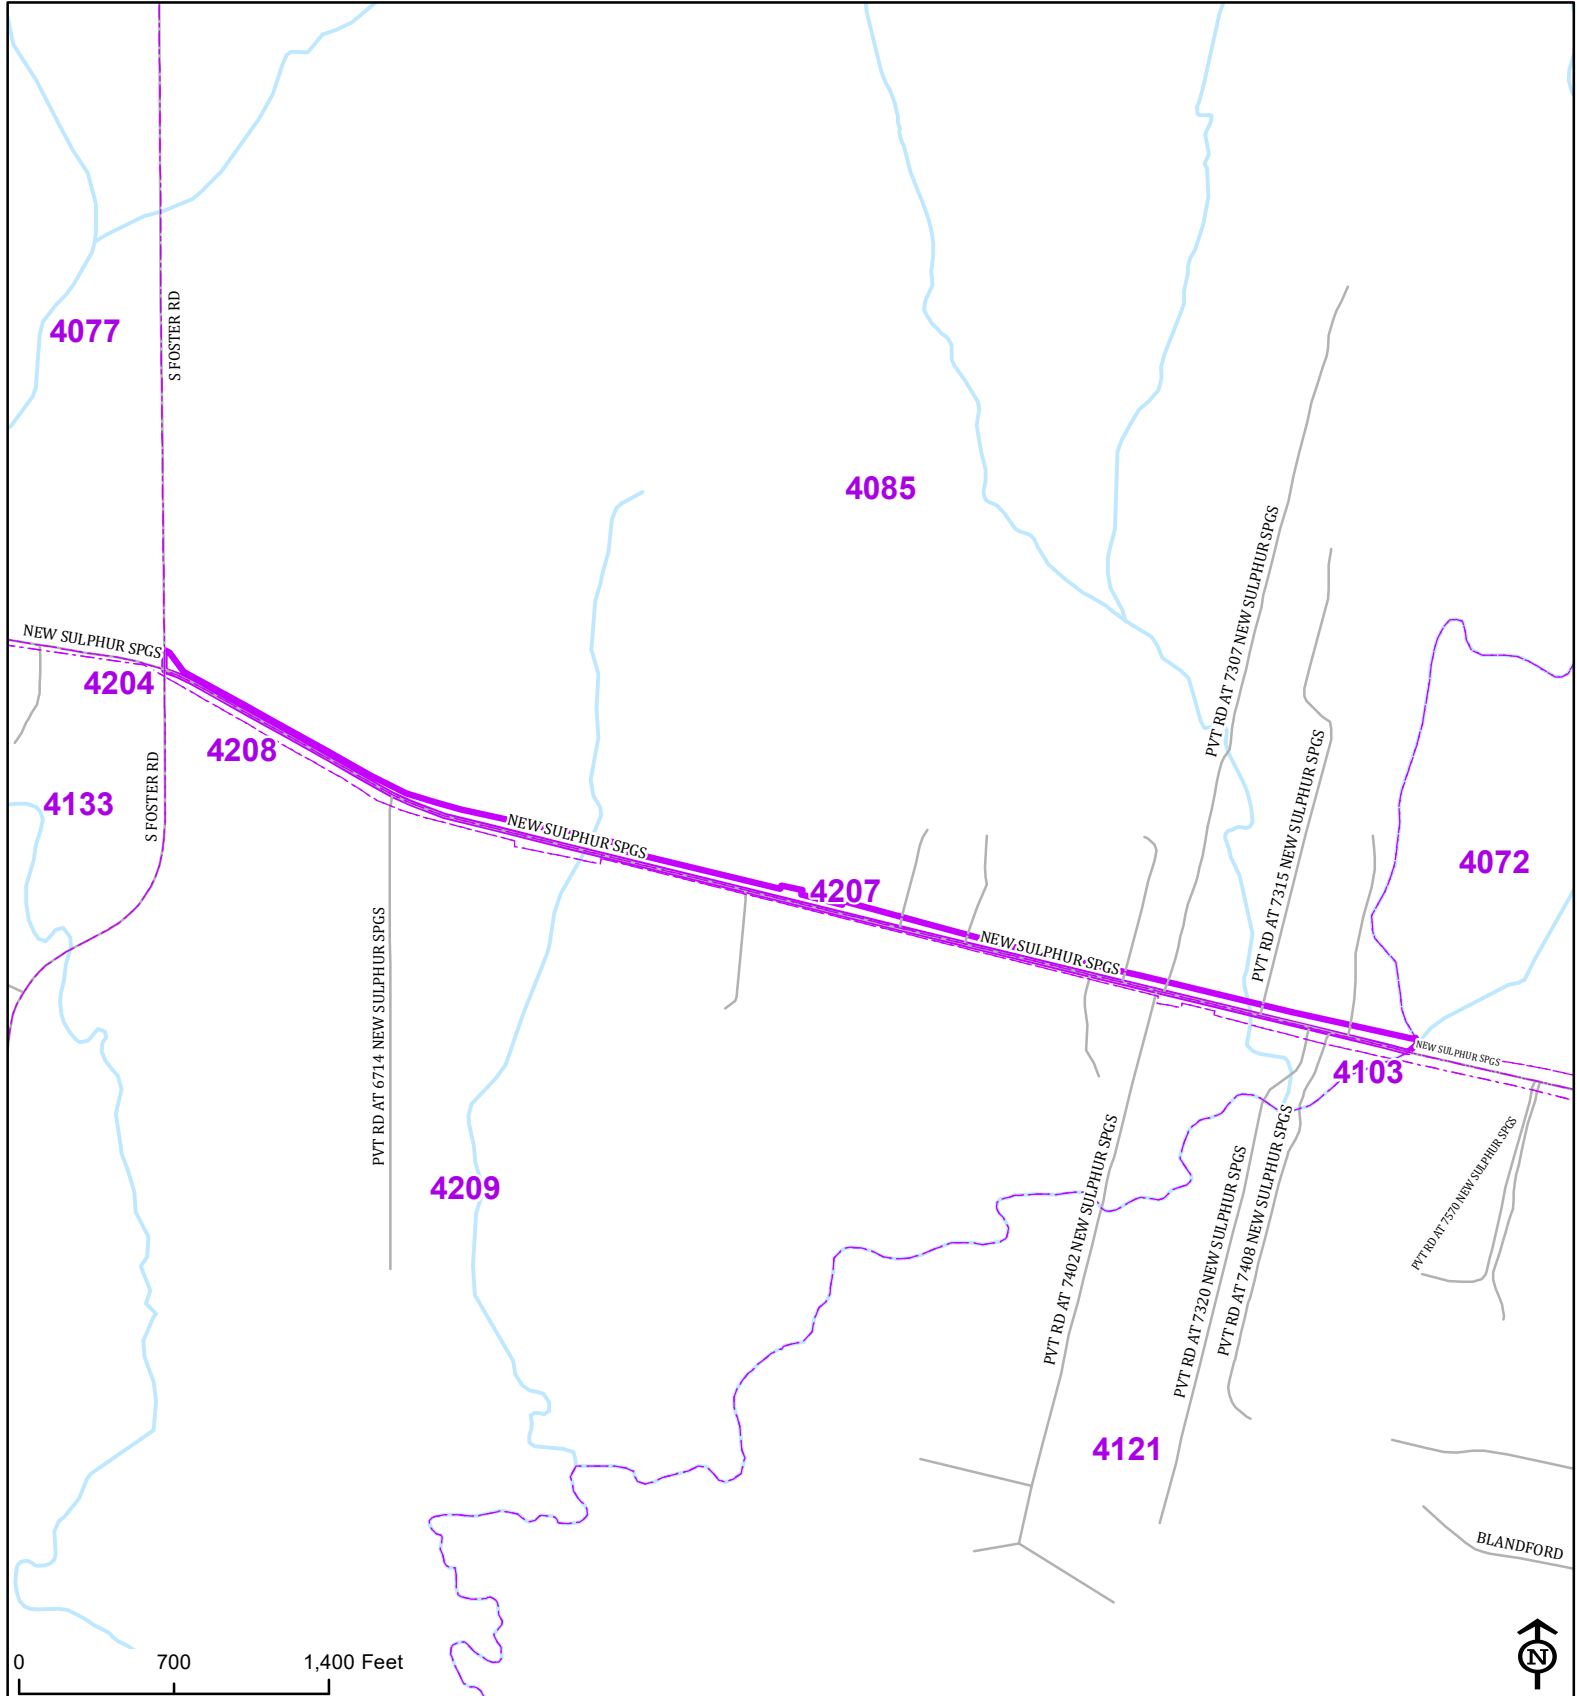 4077
S FOSTER RD
4085
PVT RD AT 7307 NEW SULPHUR SPGS
NEW SULPHUR SPGS
4204
4208
4133
S FOSTER RD
NEW SULPHUR SPGS
4207
PVT RD AT 7315 NEW SULPHUR SPGS
4072
NEW SULPHUR SPGS
NEW SULPHUR SPGS
4103
PVT RD AT 6714 NEW SULPHUR SPGS
4209
PVT RD AT 7402 NEW SULPHUR SPGS
PVT RD AT 7320 NEW SULPHUR SPGS
PVT RD AT 7408 NEW SULPHUR SPGS
PVT RD AT 7570 NEW SULPHUR SPGS
4121
BLANDFORD
0 700 1,400 Feet
N